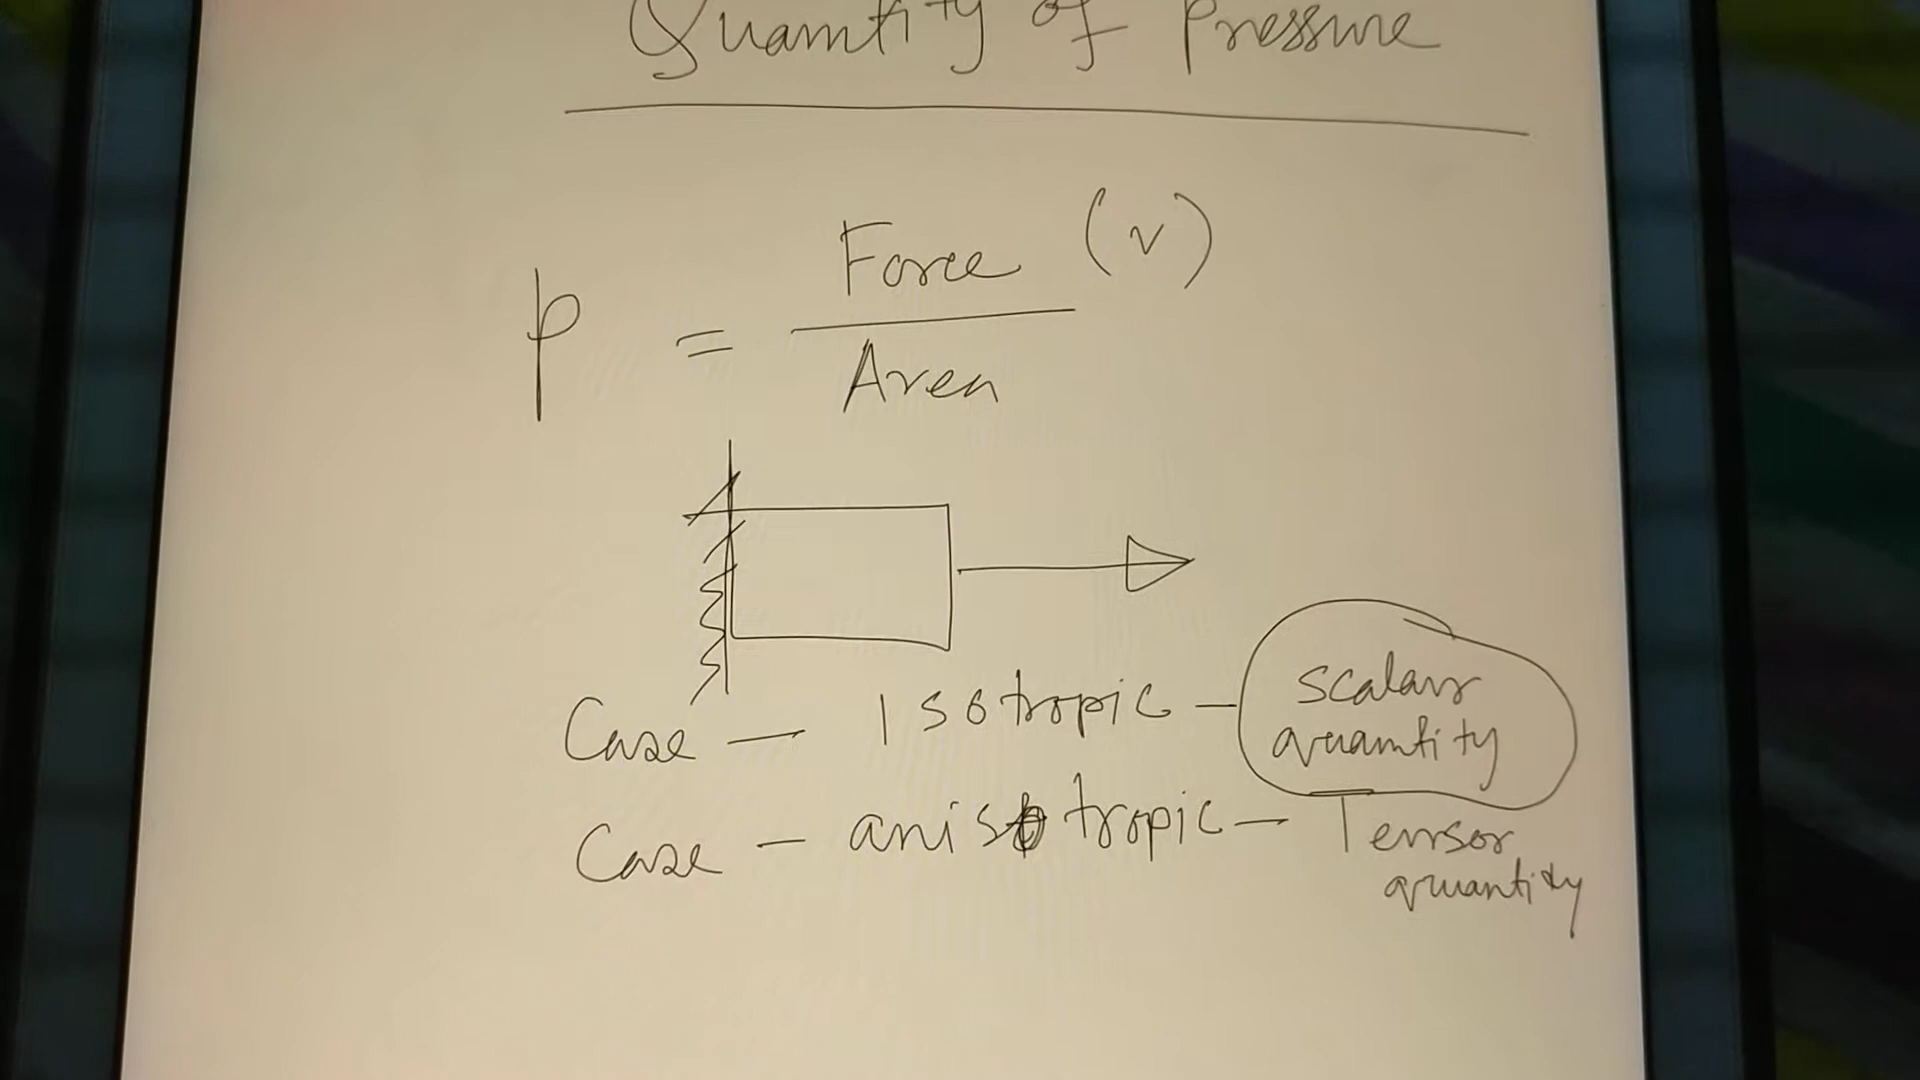 Quantity of Pressure
P = Force (v)
Area
Case — Isotropic — scalar quantity
Case — anisotropic — Tensor quantity